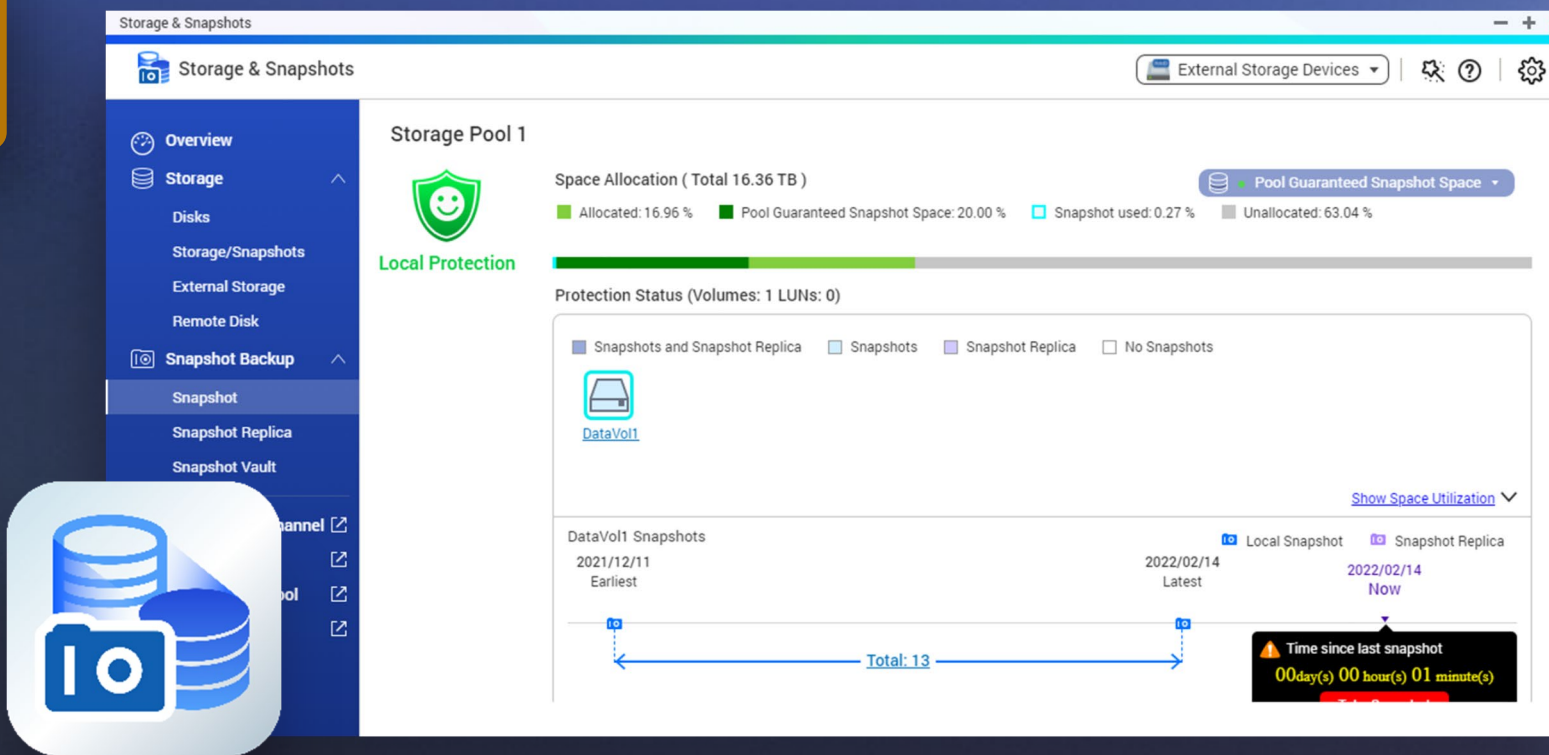 Storage & Snapshots
Storage & Snapshots
External Storage Devices
Overview
Storage
Disks
Storage/Snapshots
External Storage
Remote Disk
Snapshot Backup
Snapshot
Snapshot Replica
Snapshot Vault
Storage Pool 1
Local Protection
Space Allocation ( Total 16.36 TB )
Pool Guaranteed Snapshot Space
Allocated: 16.96 % Pool Guaranteed Snapshot Space: 20.00 % Snapshot used: 0.27 % Unallocated: 63.04 %
Protection Status (Volumes: 1 LUNs: 0)
Snapshots and Snapshot Replica Snapshots Snapshot Replica No Snapshots
DataVol1
Show Space Utilization
DataVol1 Snapshots
Local Snapshot Snapshot Replica
2021/12/11
Earliest
2022/02/14
Latest
2022/02/14
Now
Total: 13
Time since last snapshot
00day(s) 00 hour(s) 01 minute(s)